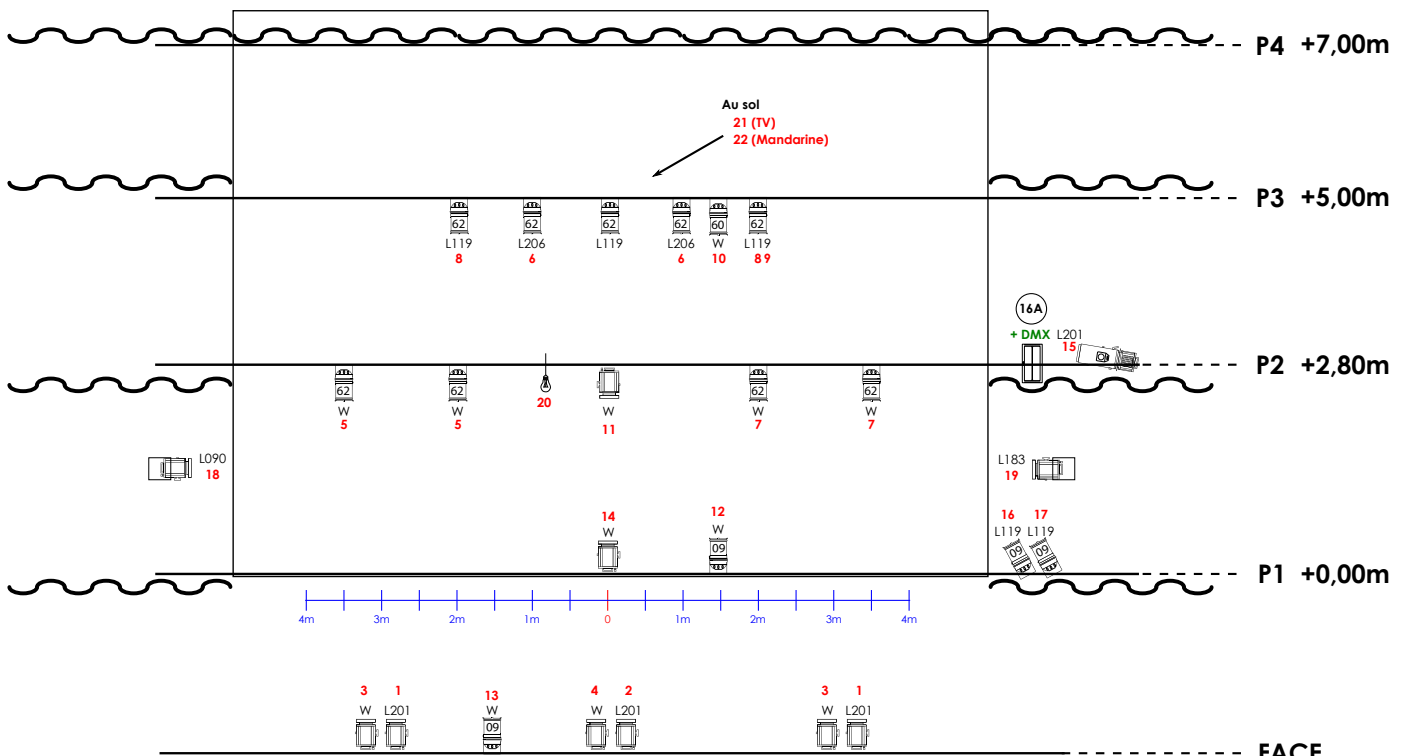 P4 +7,00m
Au sol
21 (TV)
22 (Mandarine)
P3 +5,00m
62 62 62 62 60 62
L119 L206 L119 L206 W L119
8 6 6 10 8 9
16A
+ DMX L201
15
P2 +2,80m
62 62 62 62
W W W W W
5 5 20 11 7 7
L090 L183
18 19
14 12 16 17
W W L119 L119
09 09 09
P1 +0,00m
4m 3m 2m 1m 0 1m 2m 3m 4m
3 1 13 4 2 3 1
W L201 W W L201 W L201
09
FACE